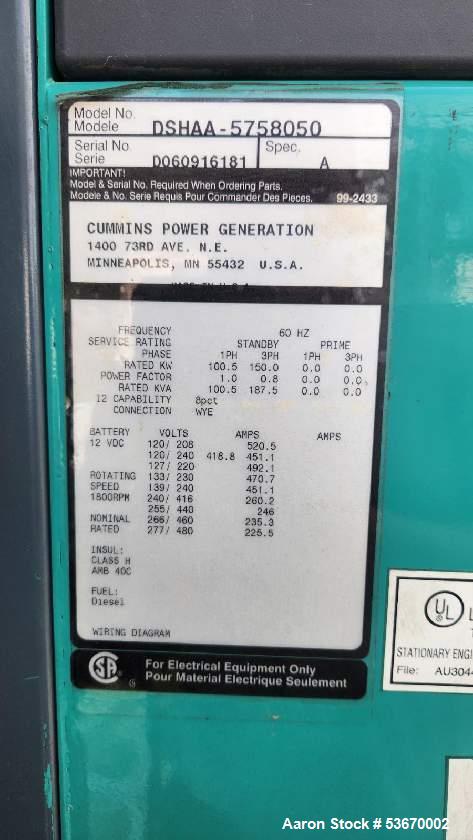 Model No.
Modele DSHAA-5758050
Serial No. Spec.
Serie D060916181 A
IMPORTANT!
Model & Serial No. Required When Ordering Parts.
Modele & No. Serie Requis Pour Commander Des Pieces. 99-2433
CUMMINS POWER GENERATION
1400 73RD AVE. N.E.
MINNEAPOLIS, MN 55432 U.S.A.
MADE IN U.S.A.
FREQUENCY 60 HZ
SERVICE RATING STANDBY PRIME
PHASE 1PH 3PH 1PH 3PH
RATED KW 100.5 150.0 0.0 0.0
POWER FACTOR 1.0 0.8 0.0 0.0
RATED KVA 100.5 187.5 0.0 0.0
I2 CAPABILITY 8pct
CONNECTION WYE
BATTERY VOLTS AMPS AMPS
12 VDC 120/ 208 520.5
120/ 240 418.8 451.1
127/ 220 492.1
ROTATING 133/ 230 470.7
SPEED 139/ 240 451.1
1800RPM 240/ 416 260.2
255/ 440 246
NOMINAL 266/ 460 235.3
RATED 277/ 480 225.5
INSUL:
CLASS H
AMB 40C
FUEL:
Diesel
WIRING DIAGRAM
SA ®
For Electrical Equipment Only
Pour Material Electrique Seulement
UL ®
STATIONARY ENGI
File: AU304
Aaron Stock # 53670002